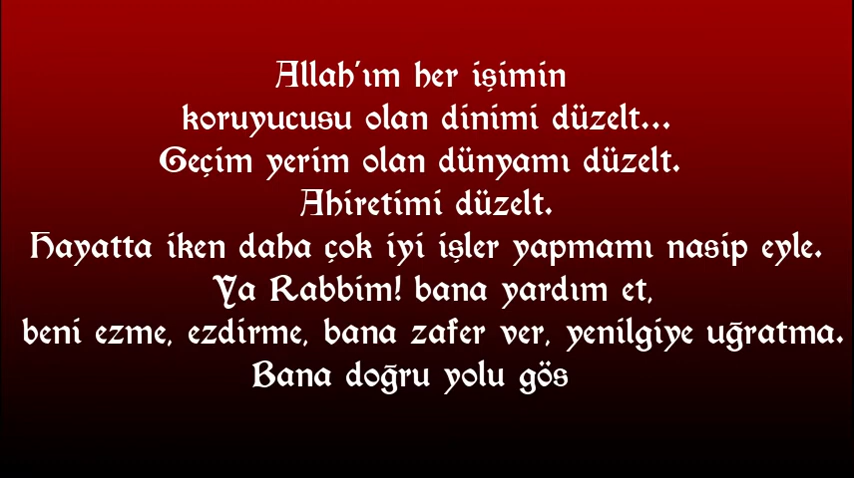 Allah'ım her işimin
koruyucusu olan dinimi düzelt...
Geçim yerim olan dünyamı düzelt.
Ahiretimi düzelt.
Hayatta iken daha çok iyi işler yapmamı nasip eyle.
Ya Rabbim! bana yardım et,
beni ezme, ezdirme, bana zafer ver, yenilgiye uğratma.
Bana doğru yolu gös